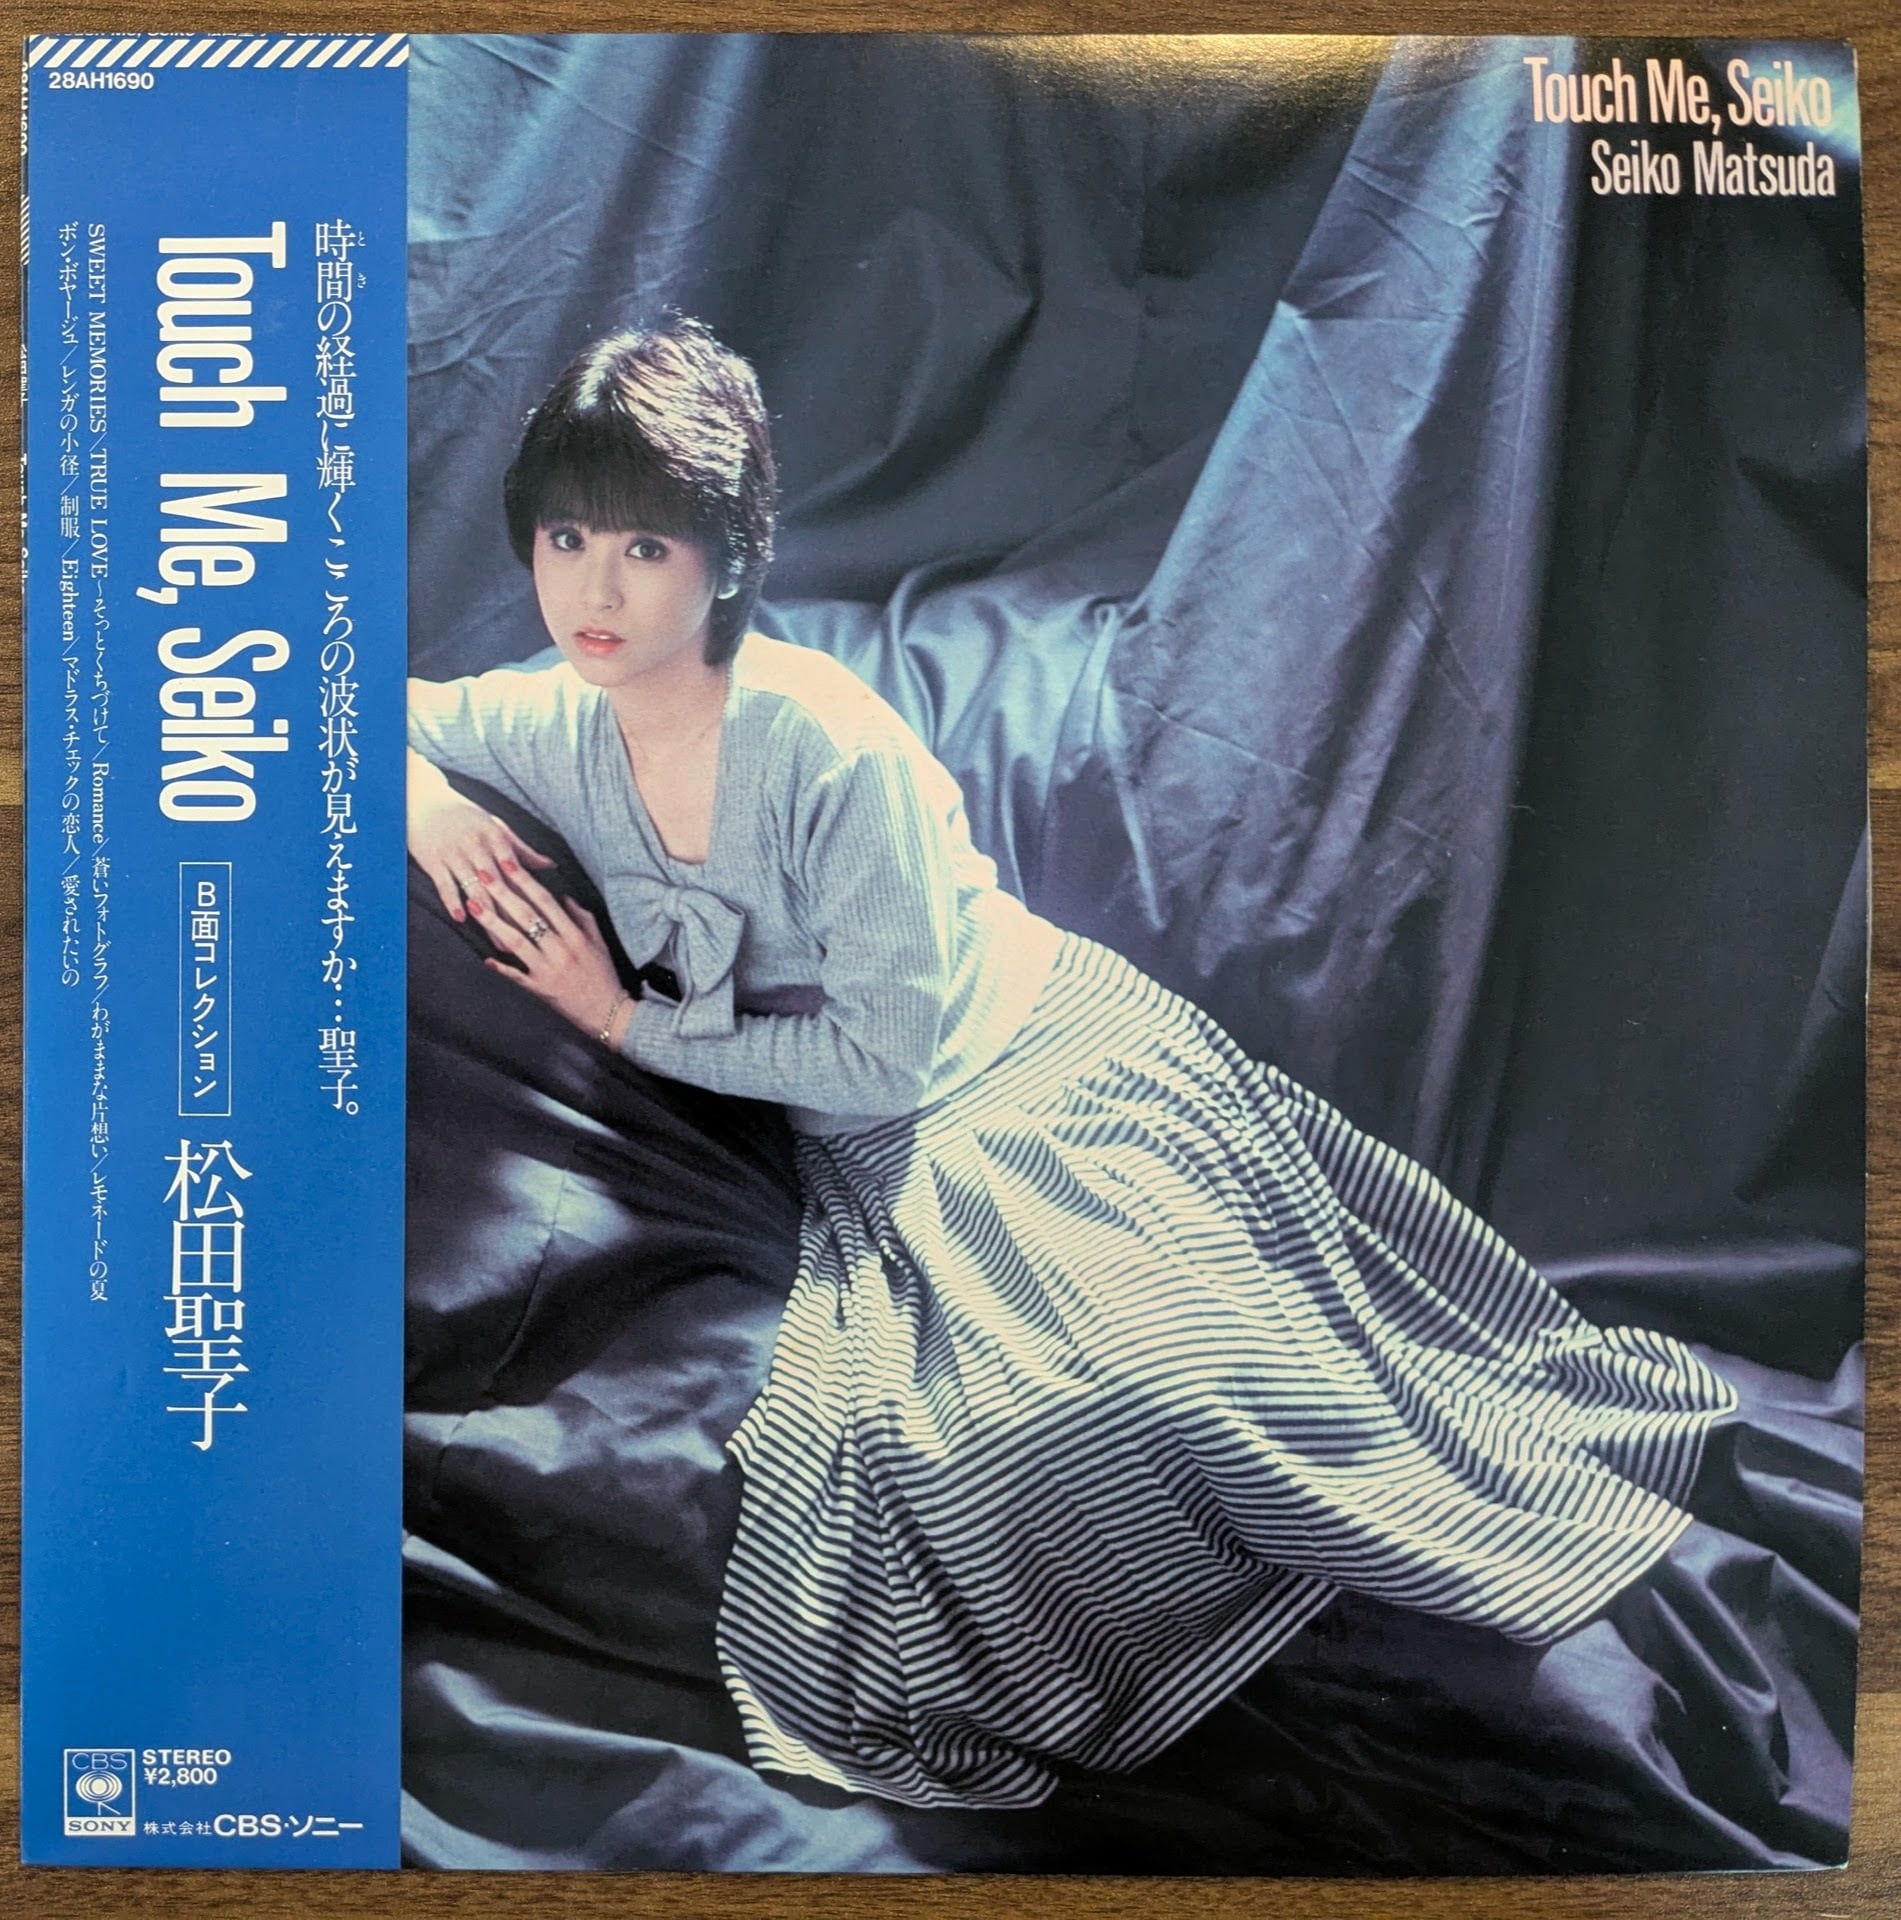 28AH1690
Touch Me, Seiko
Seiko Matsuda
時間の経過に輝くこころの波状が見えますか…聖子。
とき
Touch Me, Seiko
B面コレクション
松田聖子
SWEET MEMORIES/TRUE LOVE~そっとくちづけて/Romance/蒼いフォトグラフ/わがままな片想い/レモネードの夏
ボン・ボヤージュ/レンガの小径/制服/Eighteen/マドラス・チェックの恋人/愛されたいの
CBS
SONY
STEREO
¥2,800
株式会社CBS・ソニー